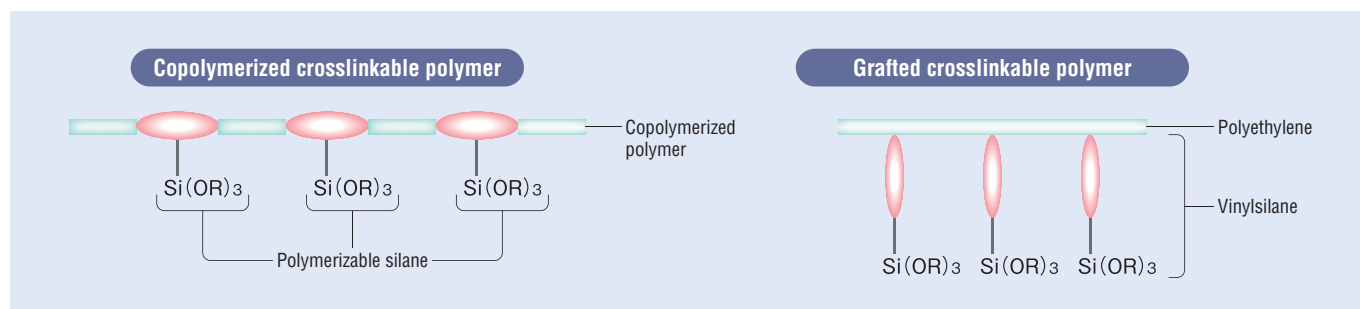 Copolymerized crosslinkable polymer
Copolymerized
polymer
Si(OR)3 Si(OR)3 Si(OR)3
Polymerizable silane
Grafted crosslinkable polymer
Polyethylene
Vinylsilane
Si(OR)3 Si(OR)3 Si(OR)3